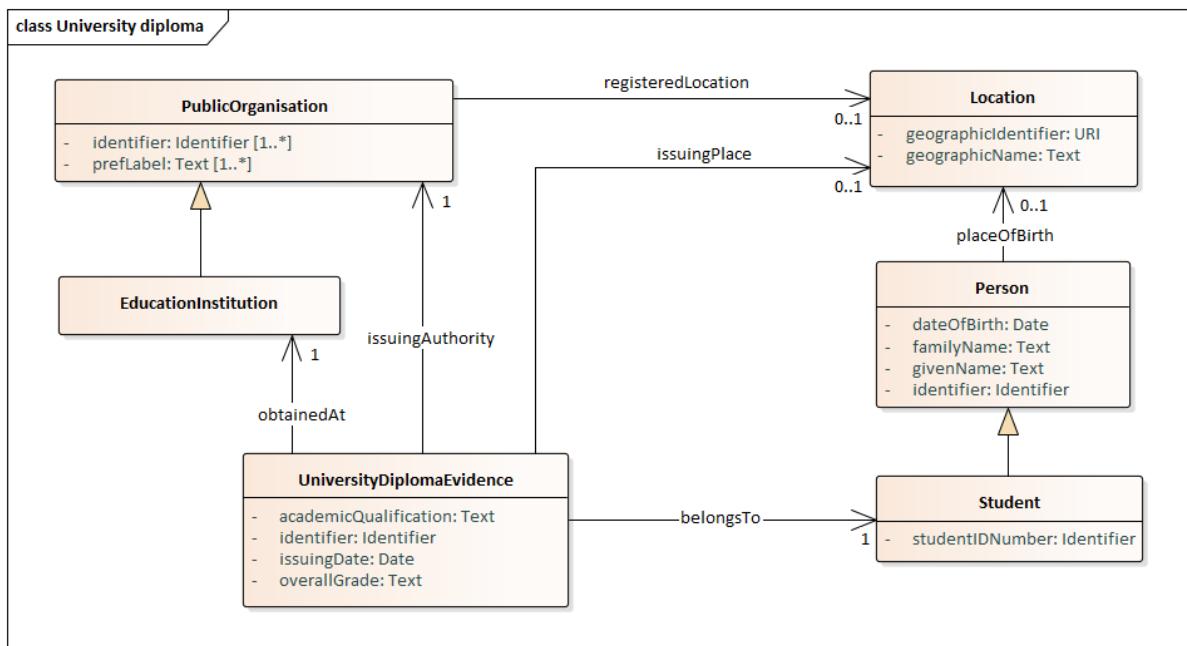 class University diploma
PublicOrganisation
- identifier: Identifier [1..*]
- prefLabel: Text [1..*]
registeredLocation
0..1
Location
- geographicIdentifier: URI
- geographicName: Text
issuingPlace
0..1
1
0..1
placeOfBirth
EducationInstitution
1
issuingAuthority
obtainedAt
Person
- dateOfBirth: Date
- familyName: Text
- givenName: Text
- identifier: Identifier
UniversityDiplomaEvidence
- academicQualification: Text
- identifier: Identifier
- issuingDate: Date
- overallGrade: Text
belongsTo
1
Student
- studentIDNumber: Identifier